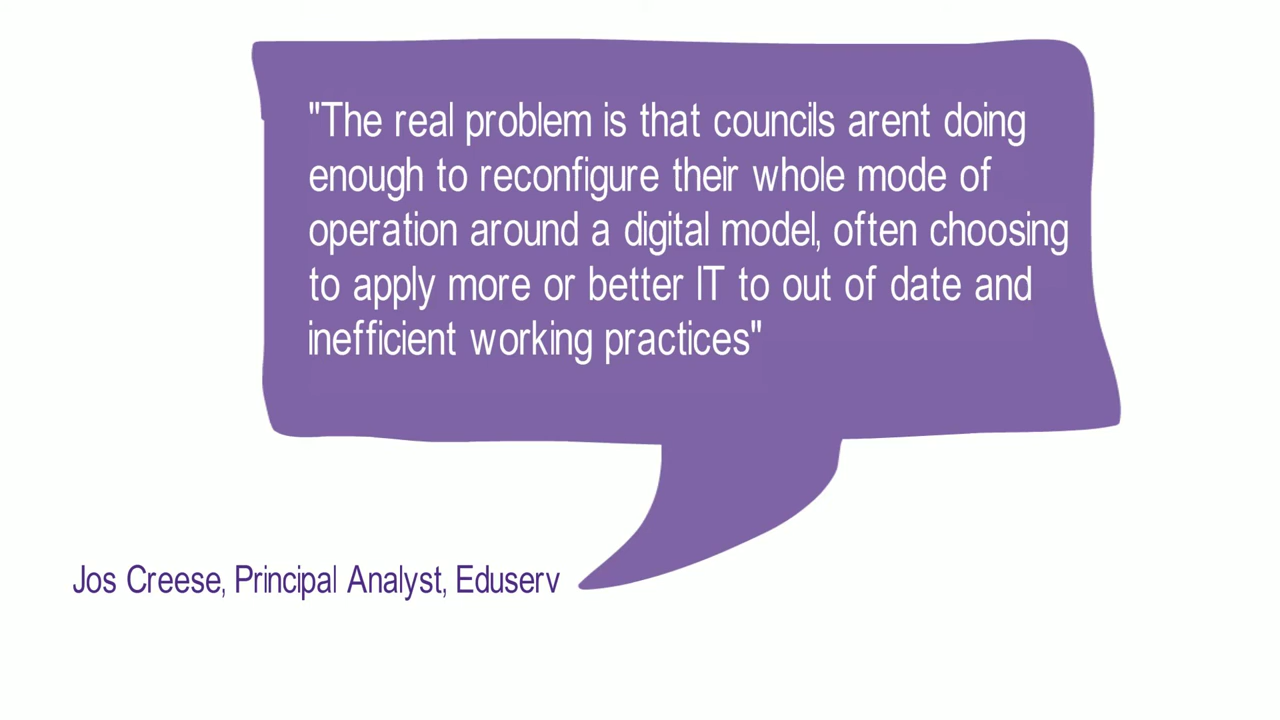 "The real problem is that councils arent doing
enough to reconfigure their whole mode of
operation around a digital model, often choosing
to apply more or better IT to out of date and
inefficient working practices"
Jos Creese, Principal Analyst, Eduserv